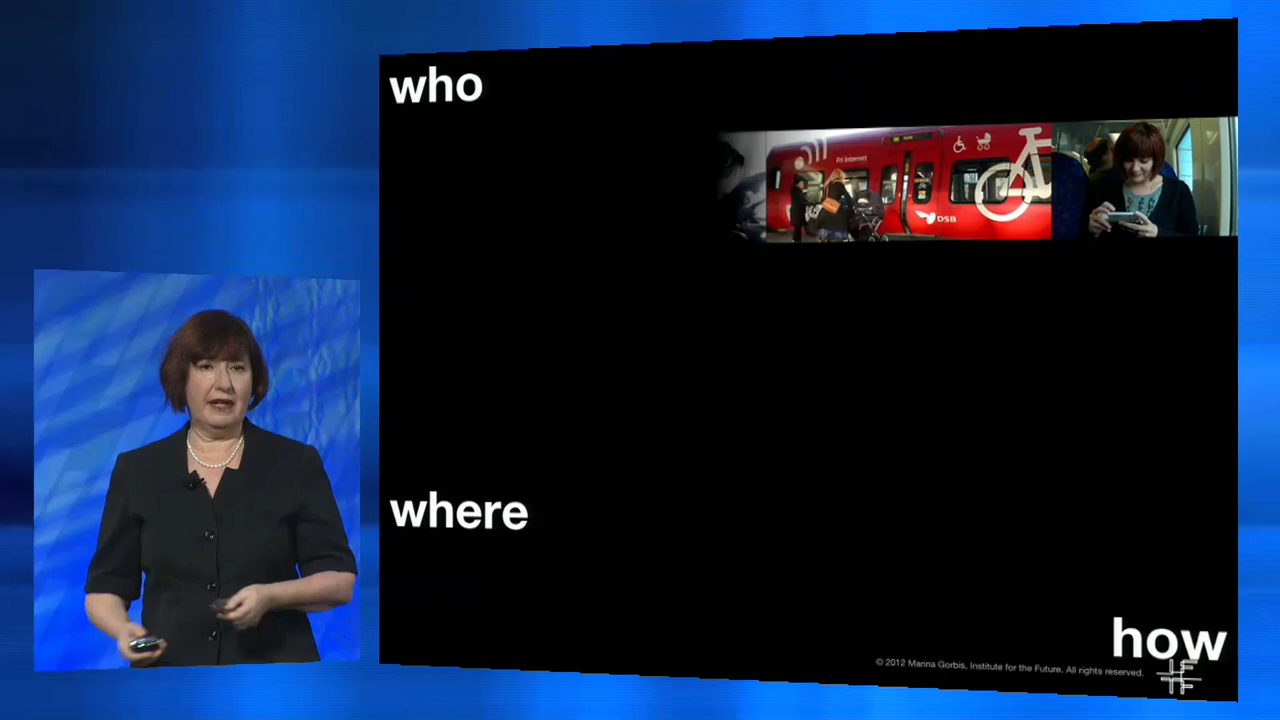 who
Fri Internet
DSB
where
how
© 2012 Marina Gorbis, Institute for the Future. All rights reserved.